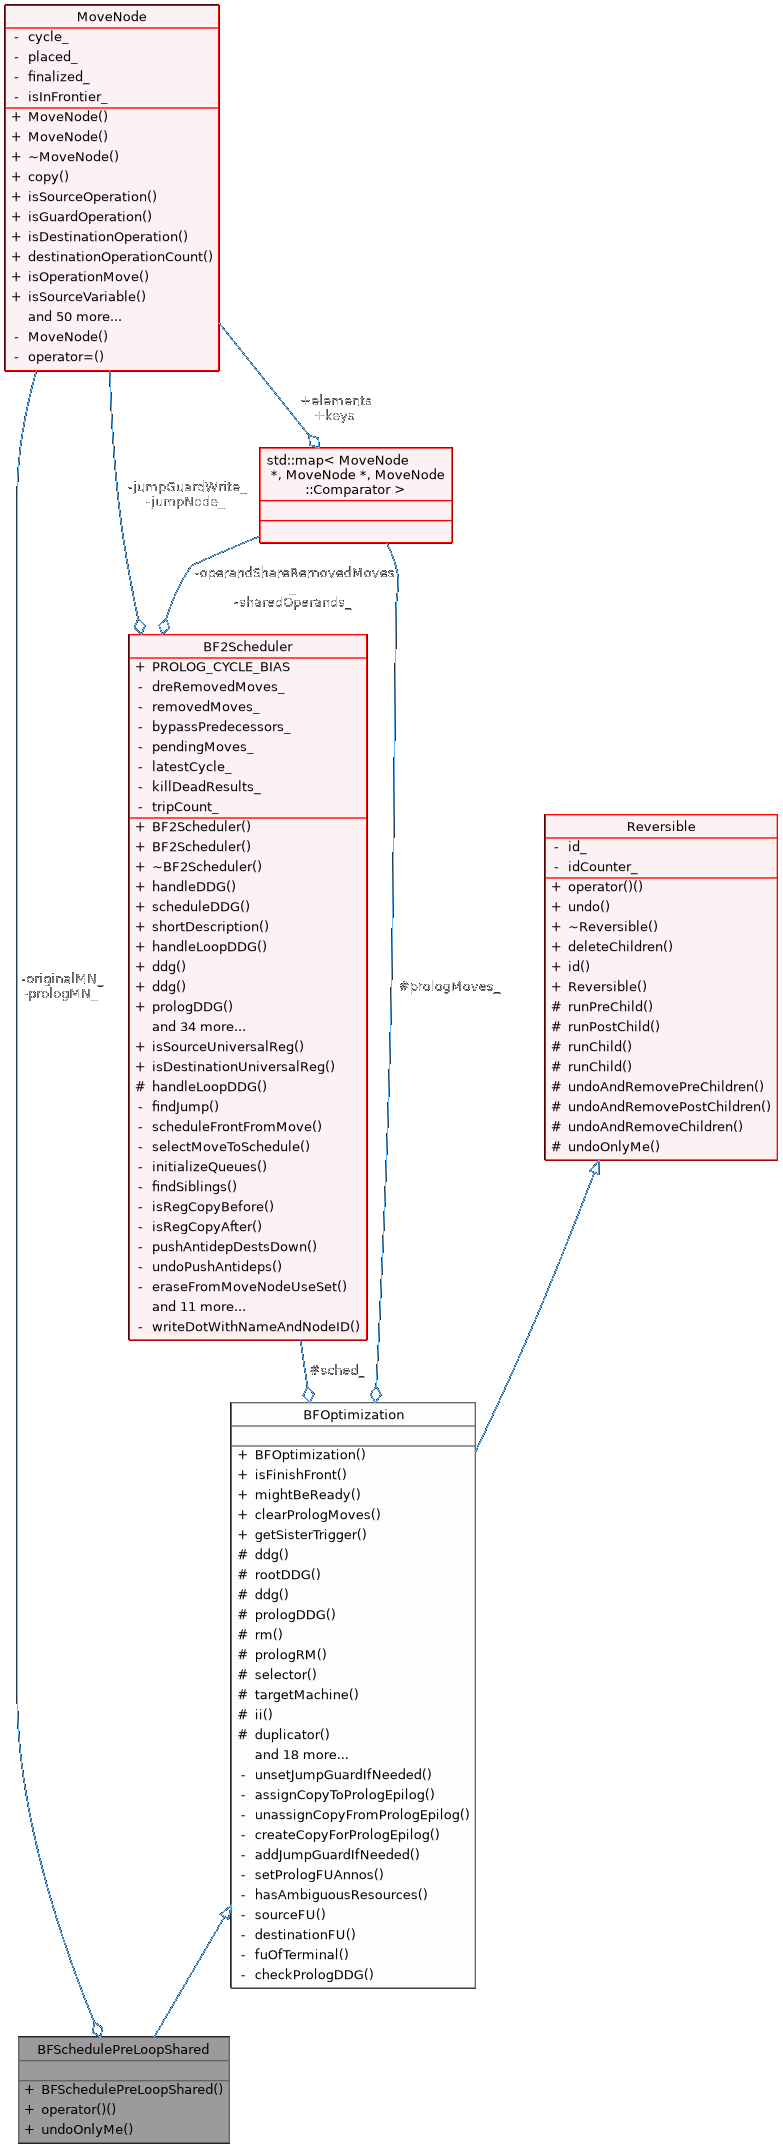 MoveNode
- cycle_
- placed_
- finalized_
- isInFrontier_
+ MoveNode()
+ MoveNode()
+ ~MoveNode()
+ copy()
+ isSourceOperation()
+ isGuardOperation()
+ isDestinationOperation()
+ destinationOperationCount()
+ isOperationMove()
+ isSourceVariable()
and 50 more...
- MoveNode()
- operator=()
+elements
+keys
std::map< MoveNode
*, MoveNode *, MoveNode
::Comparator >
-jumpGuardWrite_
-jumpNode_
-operandShareRemovedMoves
_
-sharedOperands_
BF2Scheduler
+ PROLOG_CYCLE_BIAS
- dreRemovedMoves_
- removedMoves_
- bypassPredecessors_
- pendingMoves_
- latestCycle_
- killDeadResults_
- tripCount_
+ BF2Scheduler()
+ BF2Scheduler()
+ ~BF2Scheduler()
+ handleDDG()
+ scheduleDDG()
+ shortDescription()
+ handleLoopDDG()
+ ddg()
+ ddg()
+ prologDDG()
and 34 more...
+ isSourceUniversalReg()
+ isDestinationUniversalReg()
# handleLoopDDG()
- findJump()
- scheduleFrontFromMove()
- selectMoveToSchedule()
- initializeQueues()
- findSiblings()
- isRegCopyBefore()
- isRegCopyAfter()
- pushAntidepDestsDown()
- undoPushAntideps()
- eraseFromMoveNodeUseSet()
and 11 more...
- writeDotWithNameAndNodeID()
Reversible
- id_
- idCounter_
+ operator()()
+ undo()
+ ~Reversible()
+ deleteChildren()
+ id()
+ Reversible()
# runPreChild()
# runPostChild()
# runChild()
# runChild()
# undoAndRemovePreChildren()
# undoAndRemovePostChildren()
# undoAndRemoveChildren()
# undoOnlyMe()
-originalMN_
-prologMN_
#prologMoves_
#sched_
BFOptimization
+ BFOptimization()
+ isFinishFront()
+ mightBeReady()
+ clearPrologMoves()
+ getSisterTrigger()
# ddg()
# rootDDG()
# ddg()
# prologDDG()
# rm()
# prologRM()
# selector()
# targetMachine()
# ii()
# duplicator()
and 18 more...
- unsetJumpGuardIfNeeded()
- assignCopyToPrologEpilog()
- unassignCopyFromPrologEpilog()
- createCopyForPrologEpilog()
- addJumpGuardIfNeeded()
- setPrologFUAnnos()
- hasAmbiguousResources()
- sourceFU()
- destinationFU()
- fuOfTerminal()
- checkPrologDDG()
BFSchedulePreLoopShared
+ BFSchedulePreLoopShared()
+ operator()()
+ undoOnlyMe()